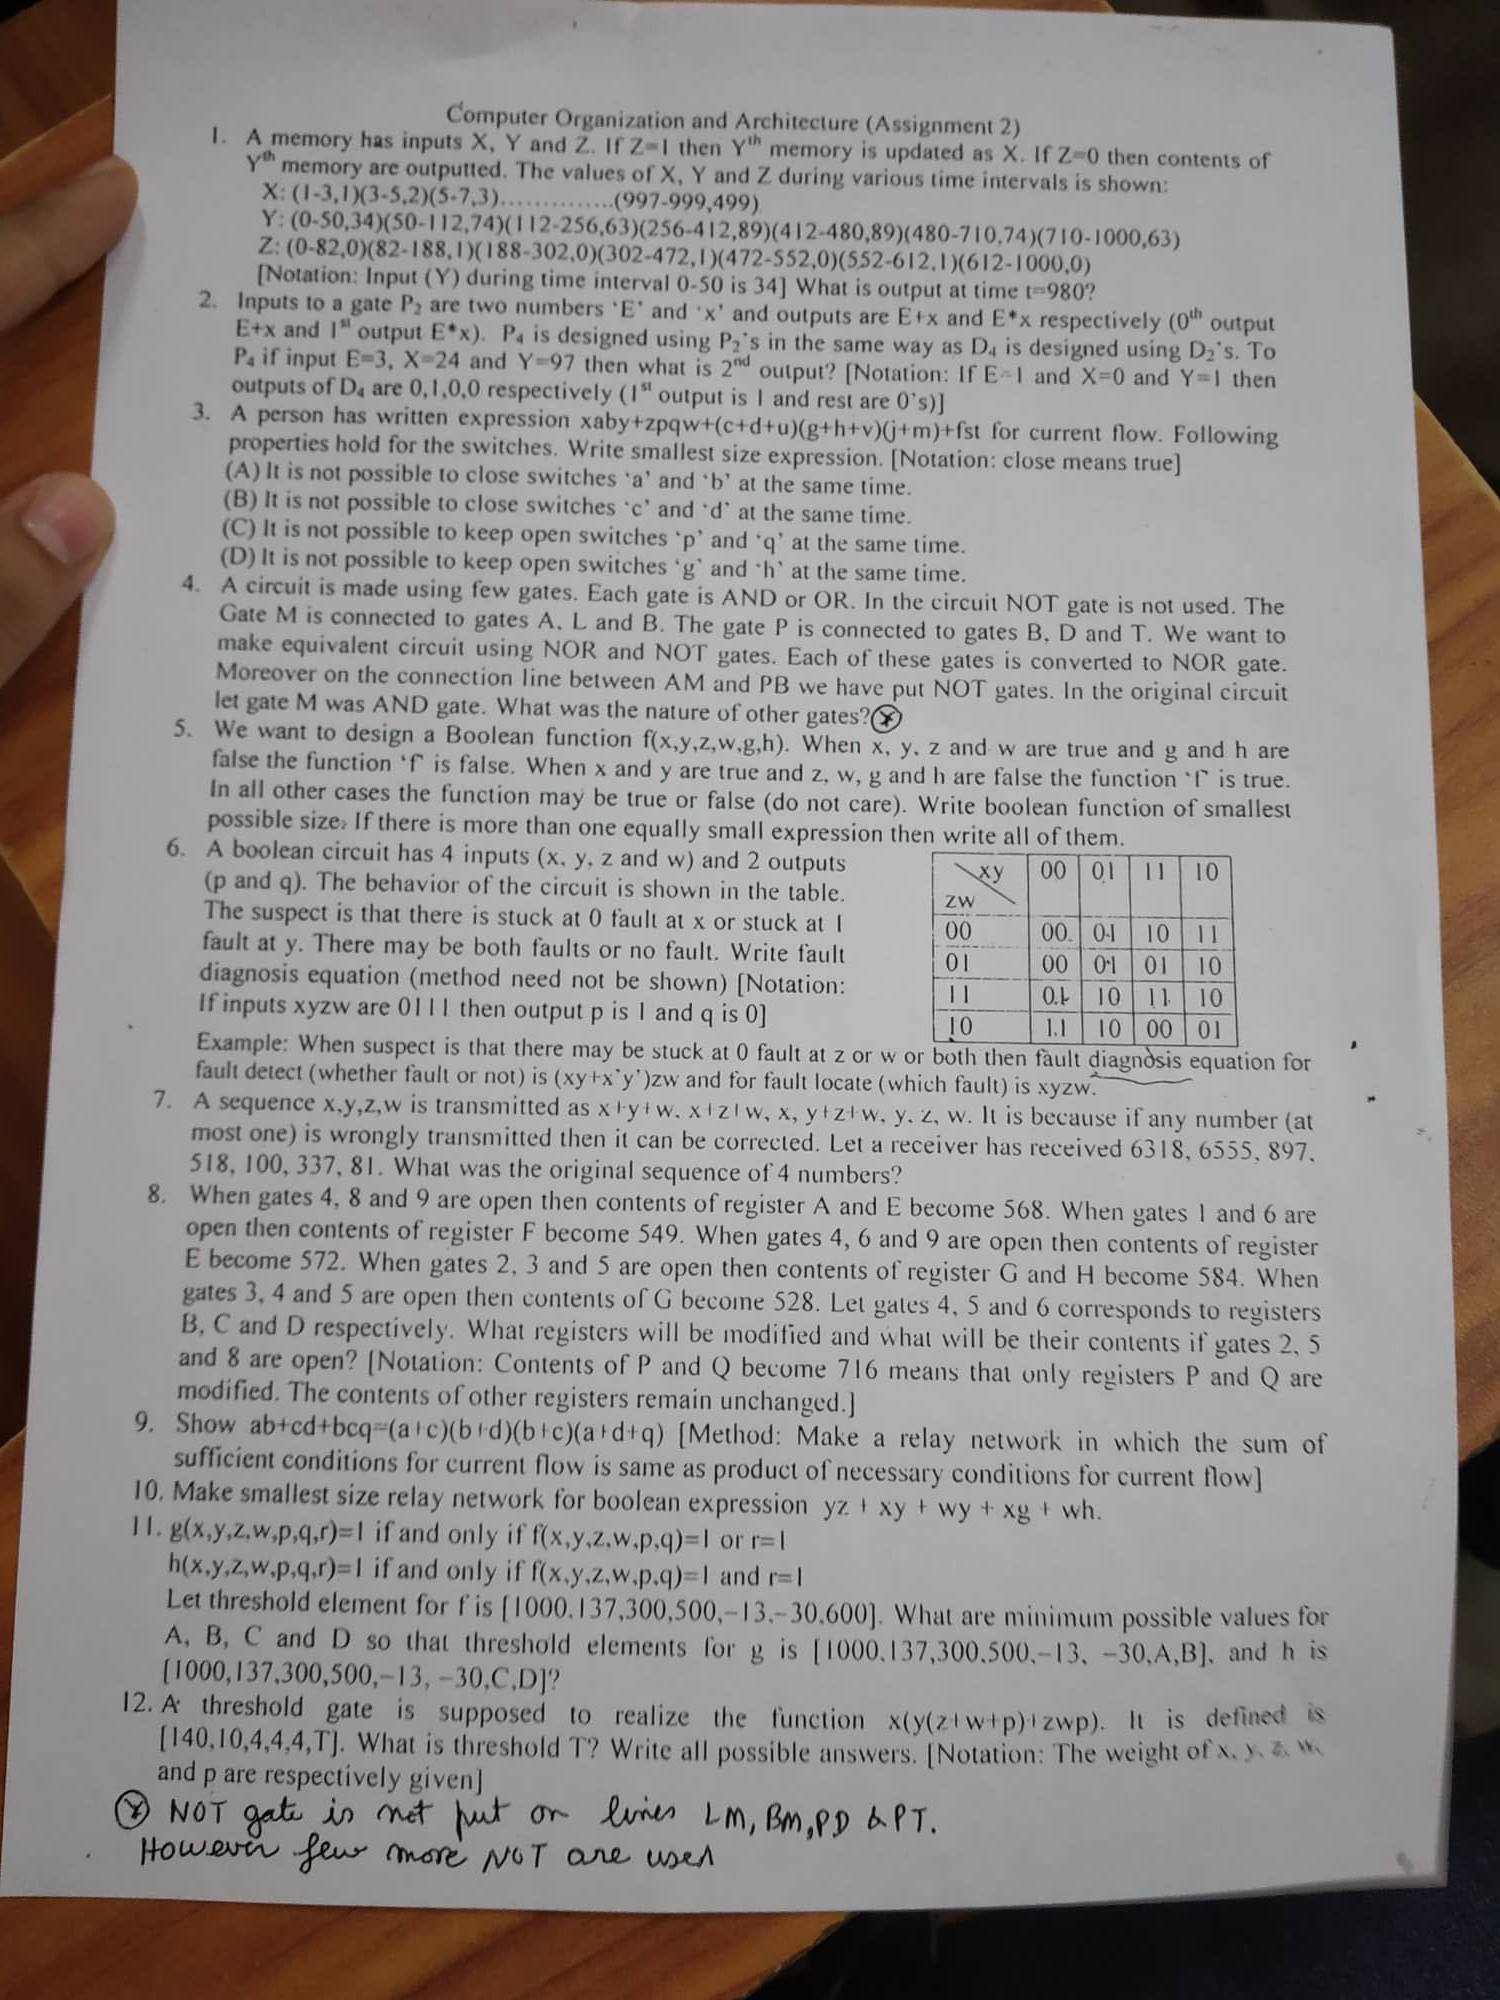 Computer Organization and Architecture (Assignment 2)
1. A memory has inputs X, Y and Z. If Z=1 then Yth memory is updated as X. If Z=0 then contents of
Yth memory are outputted. The values of X, Y and Z during various time intervals is shown:
X: (1-3,1)(3-5,2)(5-7,3)..............(997-999,499)
Y: (0-50,34)(50-112,74)(112-256,63)(256-412,89)(412-480,89)(480-710,74)(710-1000,63)
Z: (0-82,0)(82-188,1)(188-302,0)(302-472,1)(472-552,0)(552-612,1)(612-1000,0)
[Notation: Input (Y) during time interval 0-50 is 34] What is output at time t=980?
2. Inputs to a gate P2 are two numbers 'E' and 'x' and outputs are E+x and E*x respectively (0th output
E+x and 1st output E*x). P4 is designed using P2's in the same way as D4 is designed using D2's. To
P4 if input E=3, X=24 and Y=97 then what is 2nd output? [Notation: If E=1 and X=0 and Y=1 then
outputs of D4 are 0,1,0,0 respectively (1st output is 1 and rest are 0's)]
3. A person has written expression xaby+zpqw+(c+d+u)(g+h+v)(j+m)+fst for current flow. Following
properties hold for the switches. Write smallest size expression. [Notation: close means true]
(A) It is not possible to close switches 'a' and 'b' at the same time.
(B) It is not possible to close switches 'c' and 'd' at the same time.
(C) It is not possible to keep open switches 'p' and 'q' at the same time.
(D) It is not possible to keep open switches 'g' and 'h' at the same time.
4. A circuit is made using few gates. Each gate is AND or OR. In the circuit NOT gate is not used. The
Gate M is connected to gates A, L and B. The gate P is connected to gates B, D and T. We want to
make equivalent circuit using NOR and NOT gates. Each of these gates is converted to NOR gate.
Moreover on the connection line between AM and PB we have put NOT gates. In the original circuit
let gate M was AND gate. What was the nature of other gates?
5. We want to design a Boolean function f(x,y,z,w,g,h). When x, y, z and w are true and g and h are
false the function 'f' is false. When x and y are true and z, w, g and h are false the function 'f' is true.
In all other cases the function may be true or false (do not care). Write boolean function of smallest
possible size. If there is more than one equally small expression then write all of them.
6. A boolean circuit has 4 inputs (x, y, z and w) and 2 outputs
(p and q). The behavior of the circuit is shown in the table.
The suspect is that there is stuck at 0 fault at x or stuck at 1
fault at y. There may be both faults or no fault. Write fault
diagnosis equation (method need not be shown) [Notation:
If inputs xyzw are 0111 then output p is 1 and q is 0]
xy 00 01 11 10
zw
00 00 01 10 11
01 00 01 01 10
11 01 10 11 10
10 11 10 00 01
Example: When suspect is that there may be stuck at 0 fault at z or w or both then fault diagnosis equation for
fault detect (whether fault or not) is (xy+x'y')zw and for fault locate (which fault) is xyzw.
7. A sequence x,y,z,w is transmitted as x+y+w, x+z+w, x, y+z+w, y, z, w. It is because if any number (at
most one) is wrongly transmitted then it can be corrected. Let a receiver has received 6318, 6555, 897,
518, 100, 337, 81. What was the original sequence of 4 numbers?
8. When gates 4, 8 and 9 are open then contents of register A and E become 568. When gates 1 and 6 are
open then contents of register F become 549. When gates 4, 6 and 9 are open then contents of register
E become 572. When gates 2, 3 and 5 are open then contents of register G and H become 584. When
gates 3, 4 and 5 are open then contents of G become 528. Let gates 4, 5 and 6 corresponds to registers
B, C and D respectively. What registers will be modified and what will be their contents if gates 2, 5
and 8 are open? [Notation: Contents of P and Q become 716 means that only registers P and Q are
modified. The contents of other registers remain unchanged.]
9. Show ab+cd+bcq=(a+c)(b+d)(b+c)(a+d+q) [Method: Make a relay network in which the sum of
sufficient conditions for current flow is same as product of necessary conditions for current flow]
10. Make smallest size relay network for boolean expression yz + xy + wy + xg + wh.
11. g(x,y,z,w,p,q,r)=1 if and only if f(x,y,z,w,p,q)=1 or r=1
h(x,y,z,w,p,q,r)=1 if and only if f(x,y,z,w,p,q)=1 and r=1
Let threshold element for f is [1000,137,300,500,-13,-30,600]. What are minimum possible values for
A, B, C and D so that threshold elements for g is [1000,137,300,500,-13, -30,A,B], and h is
[1000,137,300,500,-13, -30,C,D]?
12. A threshold gate is supposed to realize the function x(y(z+w+p)+zwp). It is defined is
[140,10,4,4,4,T]. What is threshold T? Write all possible answers. [Notation: The weight of x, y, z, w,
and p are respectively given]
NOT gate is not put on lines LM, BM, PD & PT.
However few more NOT are used